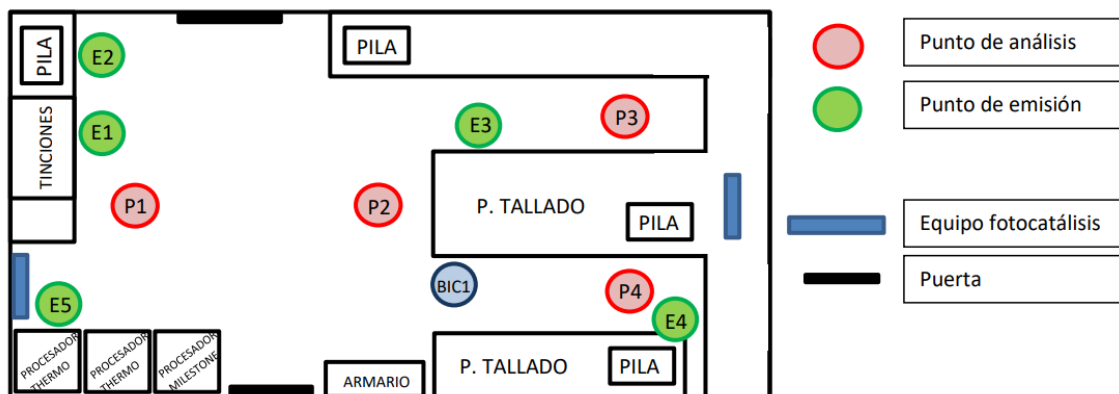 PILA
E2
PILA
Punto de análisis
Punto de emisión
TINCIONES
E1
E3
P3
P1
P2
P. TALLADO
PILA
Equipo fotocatálisis
Puerta
E5
BIC1
P4
E4
PROCESADOR
THERMO
PROCESADOR
THERMO
PROCESADOR
MILESTONE
ARMARIO
P. TALLADO
PILA